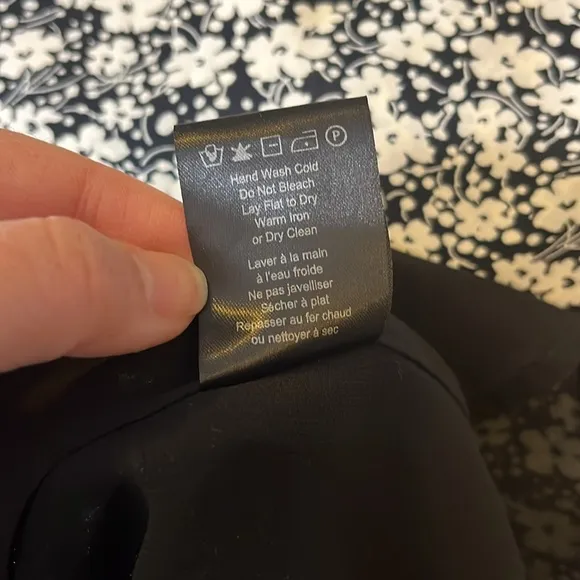 P
Hand Wash Cold
Do Not Bleach
Lay Flat to Dry
Warm Iron
or Dry Clean
Laver à la main
à l'eau froide
Ne pas javelliser
Sécher à plat
Repasser au fer chaud
ou nettoyer à sec